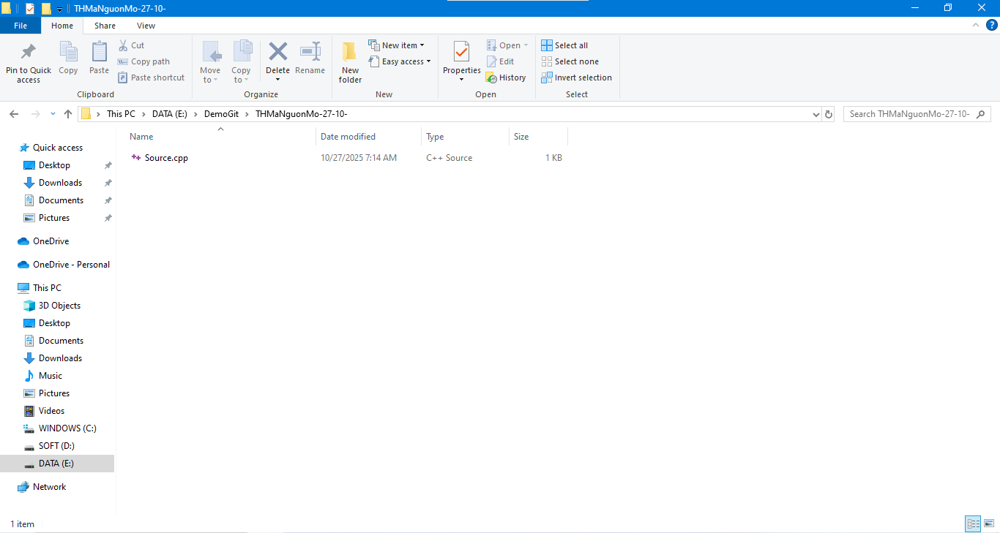 THMaNguonMo-27-10-
File Home Share View
Pin to Quick access
Copy
Paste
Cut
Copy path
Paste shortcut
Clipboard
Move to
Copy to
Delete
Rename
Organize
New folder
New item
Easy access
New
Properties
Open
Edit
History
Open
Select all
Select none
Invert selection
Select
This PC > DATA (E:) > DemoGit > THMaNguonMo-27-10-
Search THMaNguonMo-27-10-
Name Date modified Type Size
Source.cpp 10/27/2025 7:14 AM C++ Source 1 KB
Quick access
Desktop
Downloads
Documents
Pictures
OneDrive
OneDrive - Personal
This PC
3D Objects
Desktop
Documents
Downloads
Music
Pictures
Videos
WINDOWS (C:)
SOFT (D:)
DATA (E:)
Network
1 item